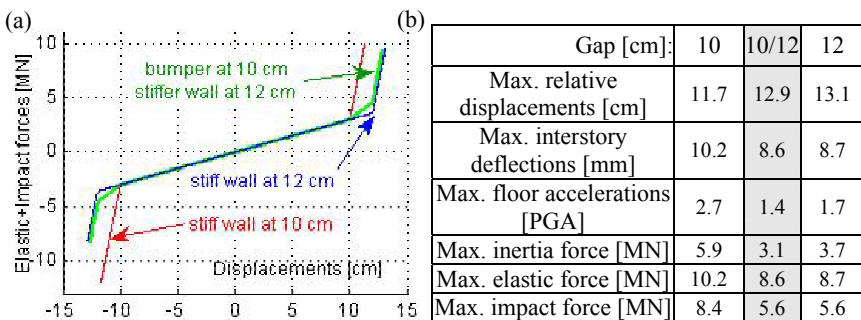 (a)
Elastic+Impact forces [MN]
10
5
0
-5
-10
bumper at 10 cm
stiffer wall at 12 cm
stiff wall at 12 cm
stiff wall at 10 cm
Displacements [cm]
-15 -10 -5 0 5 10 15
(b)
Gap [cm]: 10 10/12 12
Max. relative
displacements [cm] 11.7 12.9 13.1
Max. interstory
deflections [mm] 10.2 8.6 8.7
Max. floor accelerations
[PGA] 2.7 1.4 1.7
Max. inertia force [MN] 5.9 3.1 3.7
Max. elastic force [MN] 10.2 8.6 8.7
Max. impact force [MN] 8.4 5.6 5.6